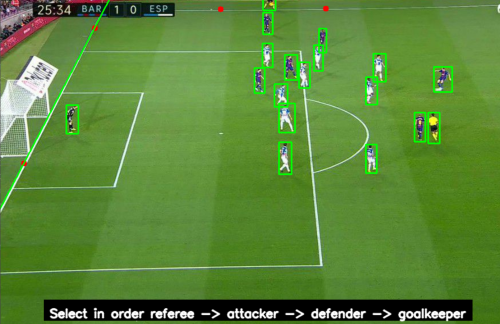 25:34 BAR 1 0 ESP
Select in order referee -> attacker -> defender -> goalkeeper